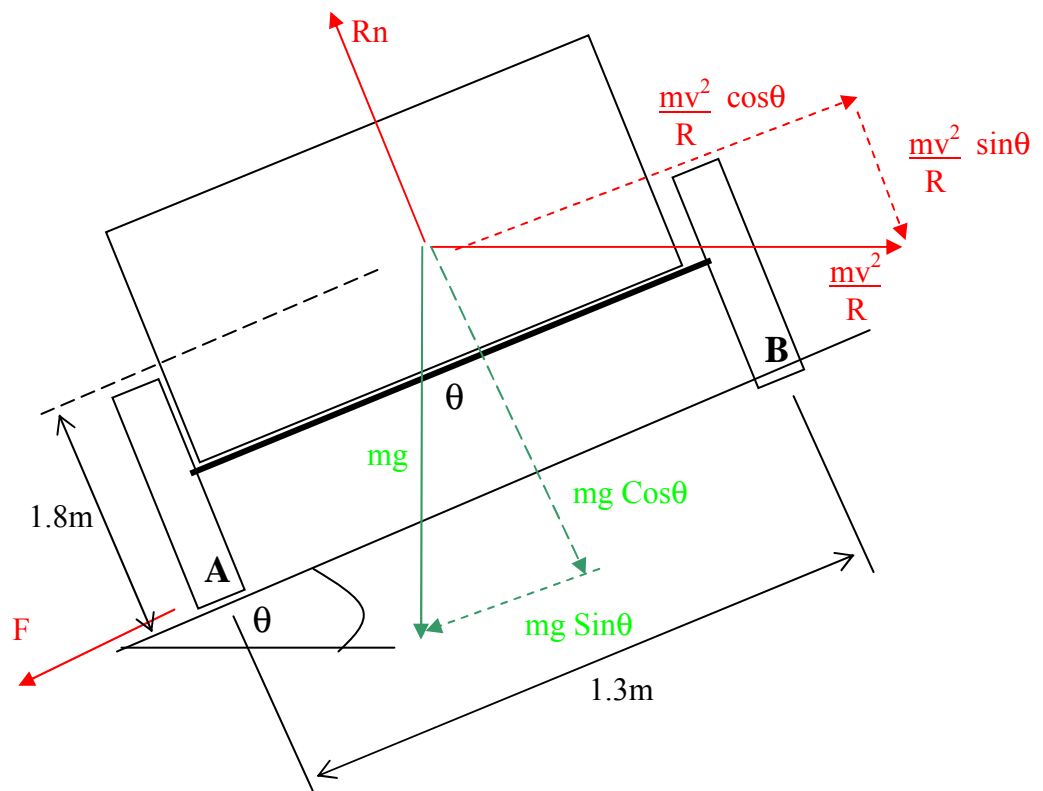 Rn
mv² cosθ
R
mv² sinθ
R
mv²
R
B
θ
mg
mg Cosθ
1.8m
A
θ
F
mg Sinθ
1.3m